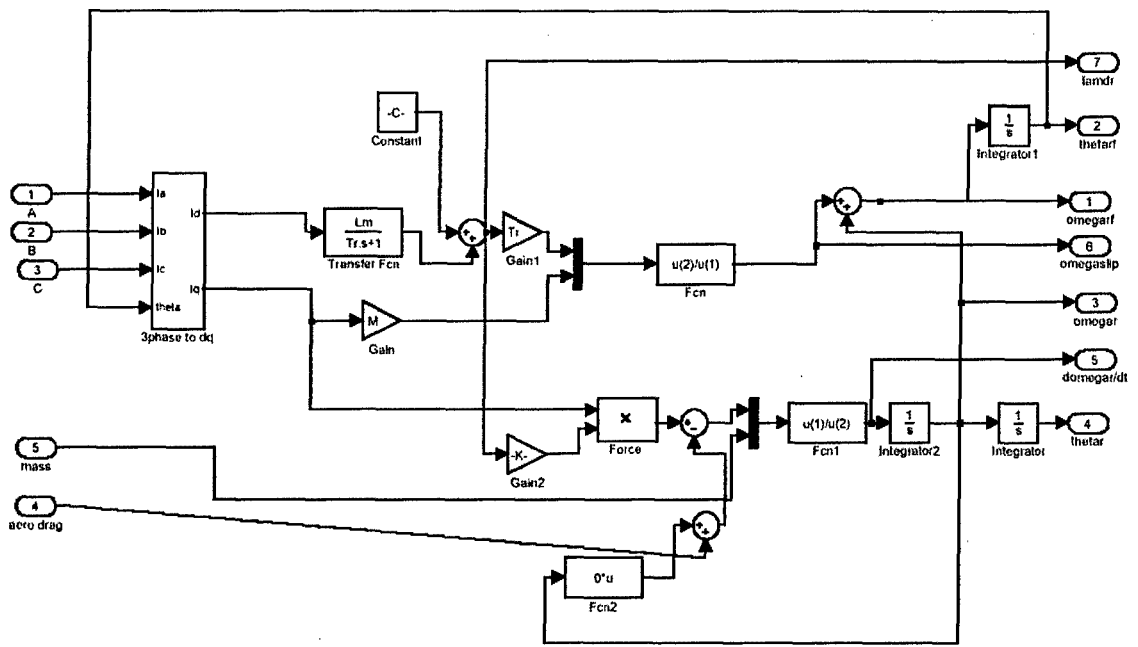 7
lamdr
-C-
Constant
1
s
Integrator1
2
thetarf
1
A
2
B
3
C
Ia
Ib
Ic
theta
Id
Iq
3phase to dq
Lm
Tr.s+1
Transfer Fcn
++
Tr
Gain1
M
Gain
u(2)/u(1)
Fcn
++
1
omegarf
6
omegaslip
3
omegar
5
domegar/dt
5
mass
4
aero drag
-K-
Gain2
×
Force
+-
u(1)/u(2)
Fcn1
1
s
Integrator2
1
s
Integrator
4
thetar
++
0*u
Fcn2